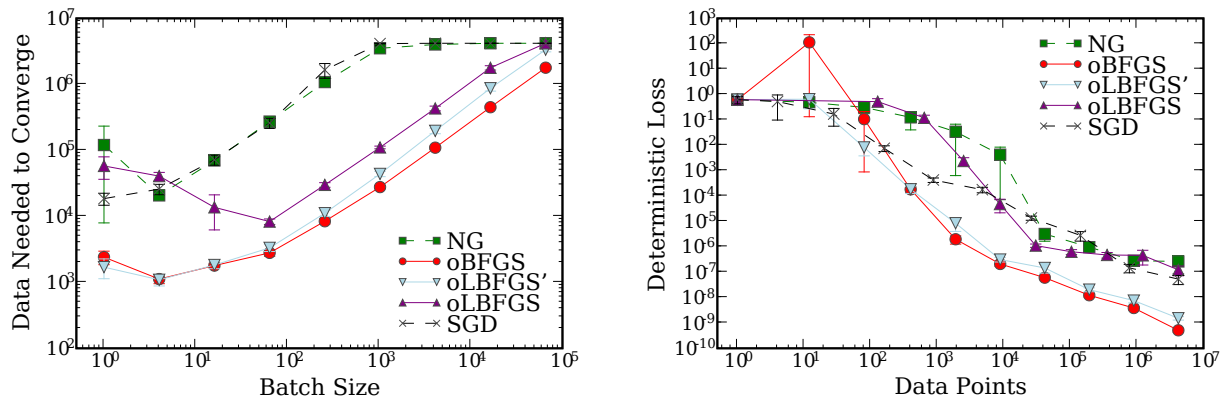 Data Needed to Converge
10^7
10^6
10^5
10^4
10^3
10^2
10^0 10^1 10^2 10^3 10^4 10^5
Batch Size
NG
oBFGS
oLBFGS'
oLBFGS
SGD
Deterministic Loss
10^3
10^2
10^1
10^0
10^-1
10^-2
10^-3
10^-4
10^-5
10^-6
10^-7
10^-8
10^-9
10^-10
10^0 10^1 10^2 10^3 10^4 10^5 10^6 10^7
Data Points
NG
oBFGS
oLBFGS'
oLBFGS
SGD